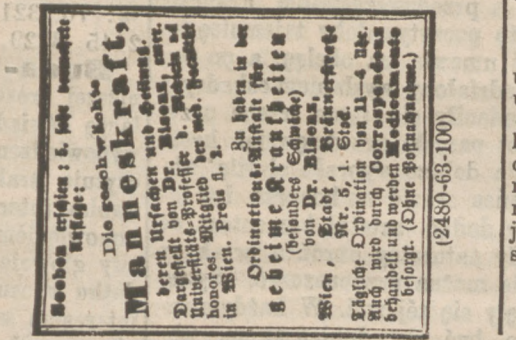 Soeben erschien: 5. sehr vermehrte
Auflage:
Die geschwächte
Manneskraft,
deren Ursachen und Heilung.
Dargestellt von Dr. Bisenz, emer.
Universitäts-Professor d. Medicin
honores. Mitglied der med. Facultät
in Wien. Preis fl. 2.
Zu haben in der
Ordinations-Anstalt für
geheime Krankheiten
(besonders Schwäche)
von Dr. Bisenz,
Wien Stadt, Bräunerstraße
Nr. 5, 1. Stock.
Tägliche Ordination von 11—4 Uhr.
Auch wird durch Correspondenz
behandelt und werden Medicamente
besorgt. (Ohne Postnachnahme.)
(2480-63-100)